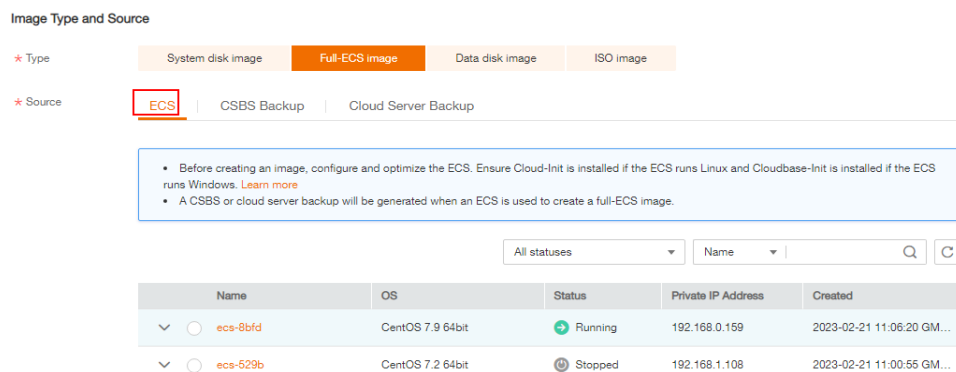 Image Type and Source
* Type
System disk image Full-ECS image Data disk image ISO image
* Source
ECS CSBS Backup Cloud Server Backup
• Before creating an image, configure and optimize the ECS. Ensure Cloud-Init is installed if the ECS runs Linux and Cloudbase-Init is installed if the ECS
runs Windows. Learn more
• A CSBS or cloud server backup will be generated when an ECS is used to create a full-ECS image.
All statuses Name
Name OS Status Private IP Address Created
ecs-8bfd CentOS 7.9 64bit Running 192.168.0.159 2023-02-21 11:06:20 GM...
ecs-529b CentOS 7.2 64bit Stopped 192.168.1.108 2023-02-21 11:00:55 GM...